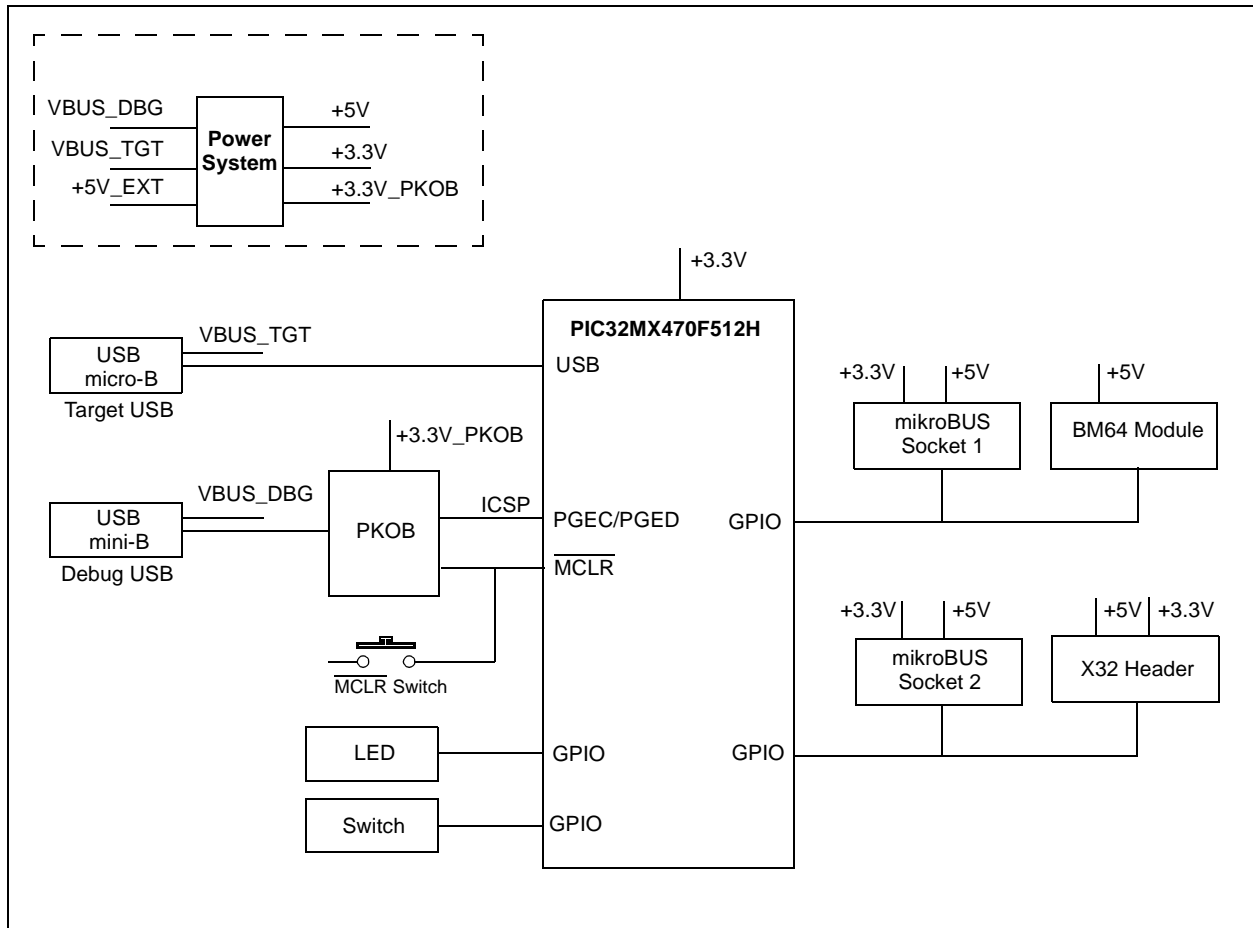 VBUS_DBG
VBUS_TGT
+5V_EXT
Power
System
+5V
+3.3V
+3.3V_PKOB
+3.3V
PIC32MX470F512H
USB
micro-B
Target USB
VBUS_TGT
USB
+3.3V_PKOB
USB
mini-B
Debug USB
VBUS_DBG
PKOB
ICSP
PGEC/PGED
MCLR
MCLR Switch
LED
GPIO
Switch
GPIO
+3.3V
+5V
mikroBUS
Socket 1
+5V
BM64 Module
GPIO
+3.3V
+5V
mikroBUS
Socket 2
+5V
+3.3V
X32 Header
GPIO